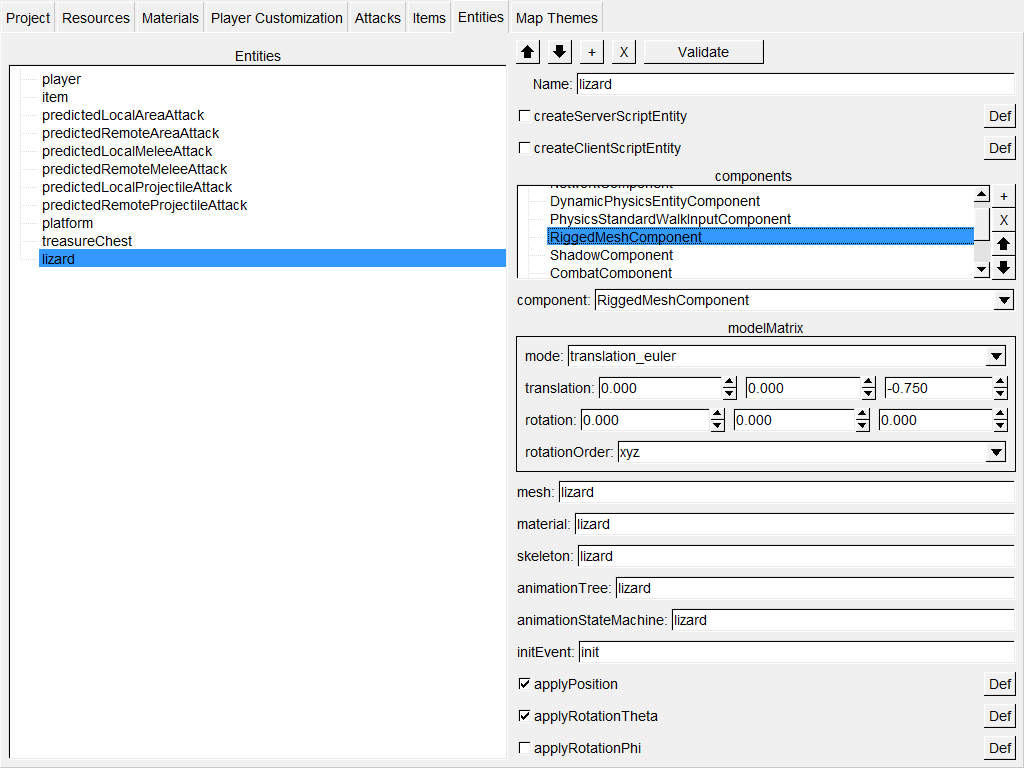 Project Resources Materials Player Customization Attacks Items Entities Map Themes
Entities
player
item
predictedLocalAreaAttack
predictedRemoteAreaAttack
predictedLocalMeleeAttack
predictedRemoteMeleeAttack
predictedLocalProjectileAttack
predictedRemoteProjectileAttack
platform
treasureChest
lizard
+ X Validate
Name: lizard
createServerScriptEntity Def
createClientScriptEntity Def
components
NetworkComponent
DynamicPhysicsEntityComponent
PhysicsStandardWalkInputComponent
RiggedMeshComponent
ShadowComponent
CombatComponent
+
X
component: RiggedMeshComponent
modelMatrix
mode: translation_euler
translation: 0.000 0.000 -0.750
rotation: 0.000 0.000 0.000
rotationOrder: xyz
mesh: lizard
material: lizard
skeleton: lizard
animationTree: lizard
animationStateMachine: lizard
initEvent: init
applyPosition Def
applyRotationTheta Def
applyRotationPhi Def